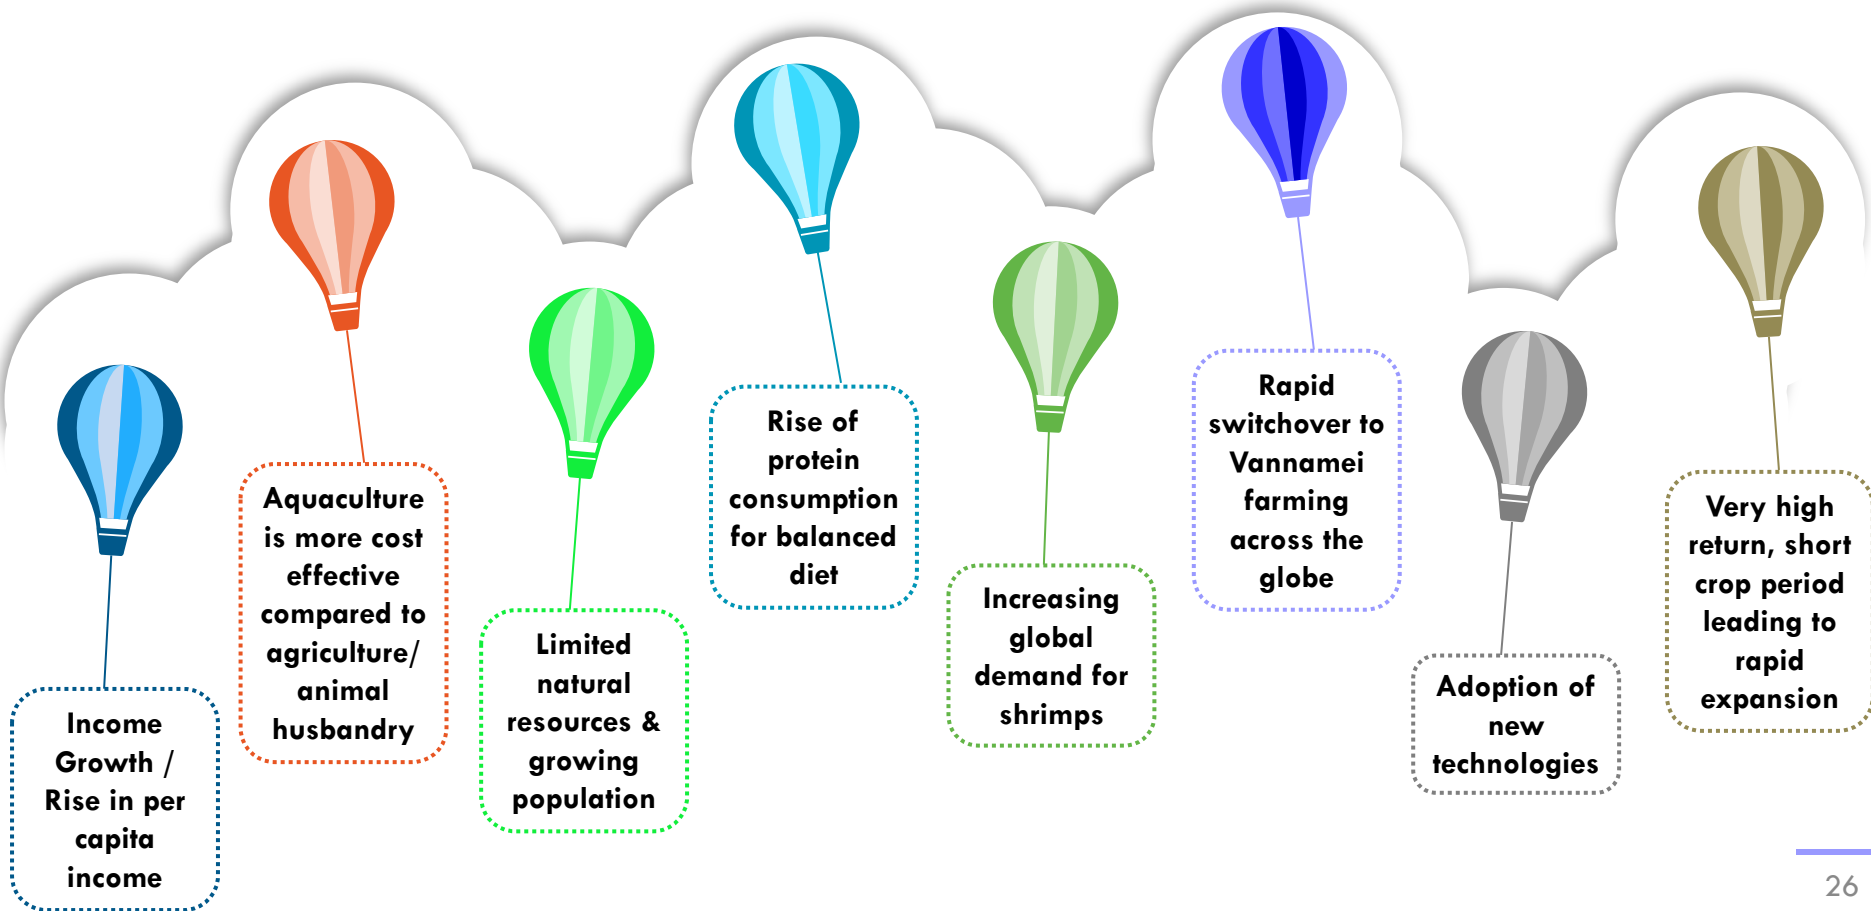 Income
Growth /
Rise in per
capita
income
Aquaculture
is more cost
effective
compared to
agriculture/
animal
husbandry
Limited
natural
resources &
growing
population
Rise of
protein
consumption
for balanced
diet
Increasing
global
demand for
shrimps
Rapid
switchover to
Vannamei
farming
across the
globe
Adoption of
new
technologies
Very high
return, short
crop period
leading to
rapid
expansion
26